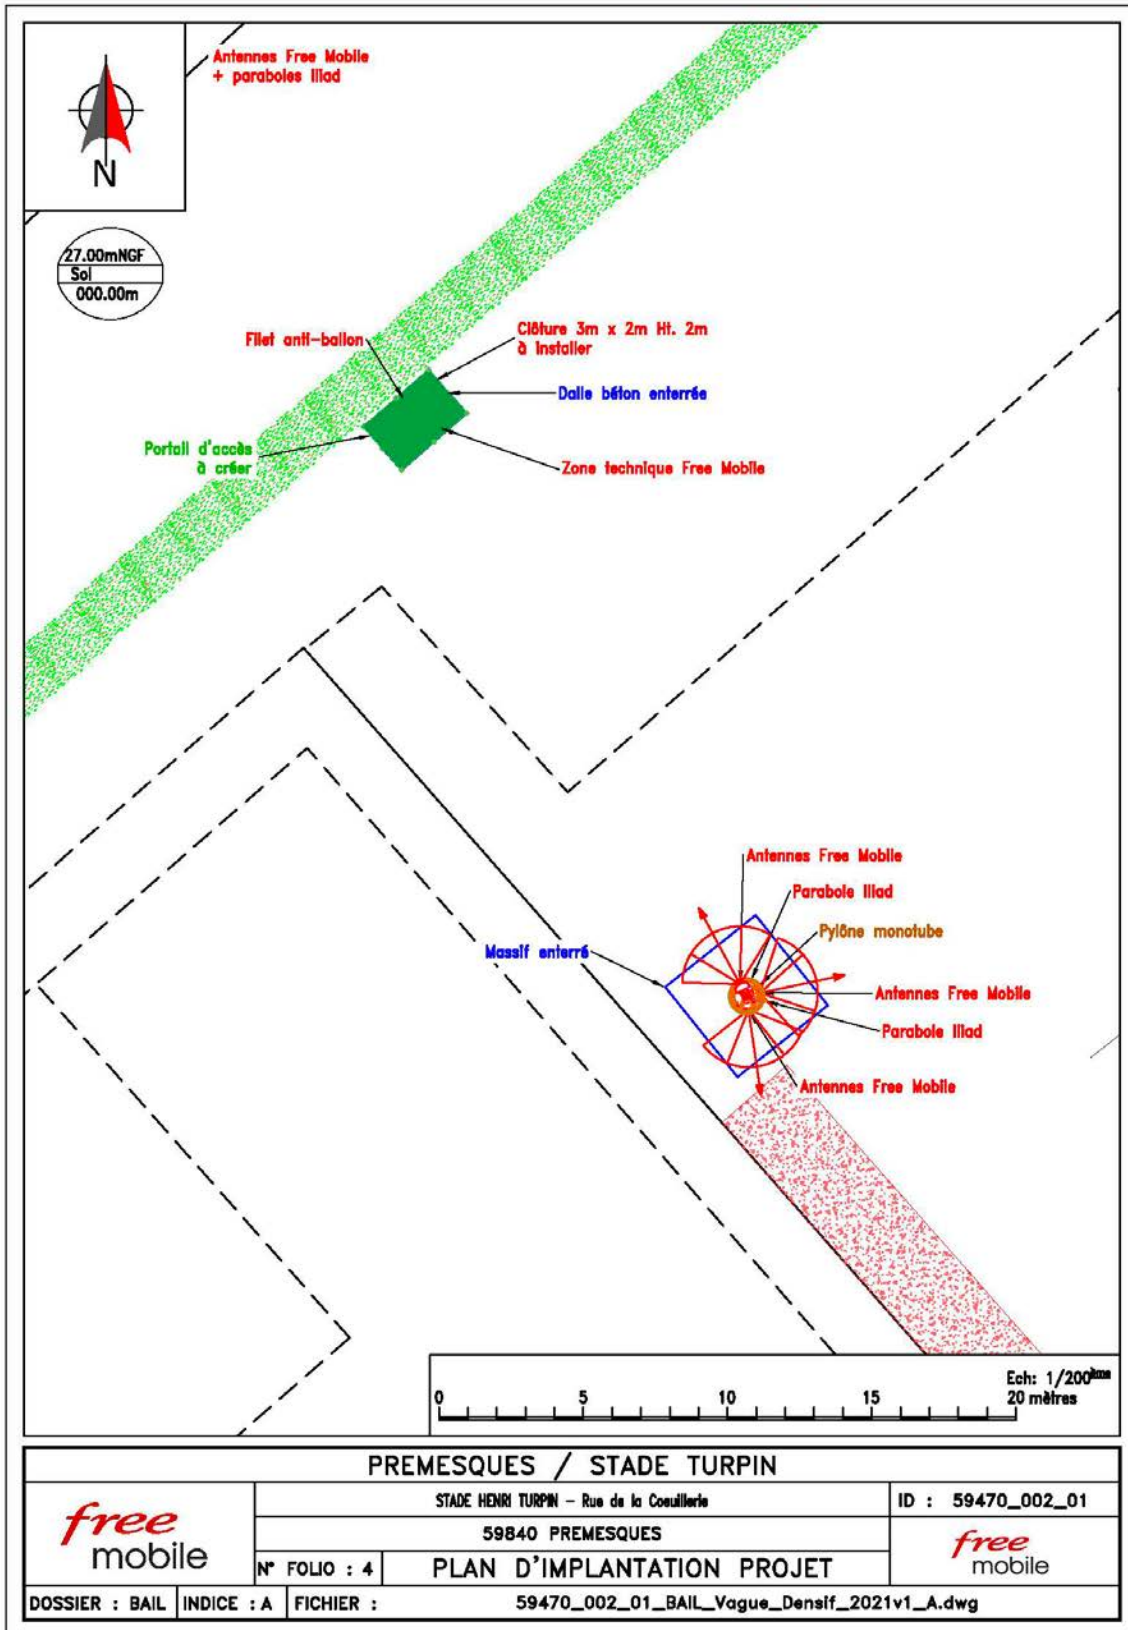 Antennes Free Mobile
+ paraboles Iliad
N
27.00mNGF
Sol
000.00m
Filet anti-ballon
Clôture 3m x 2m Ht. 2m
à installer
Dalle béton enterrée
Portail d'accès
à créer
Zone technique Free Mobile
Antennes Free Mobile
Parabole Iliad
Pylône monotube
Massif enterré
Antennes Free Mobile
Parabole Iliad
Antennes Free Mobile
Ech: 1/200ème
0 5 10 15 20 mètres
PREMESQUES / STADE TURPIN
free
mobile
STADE HENRI TURPIN - Rue de la Coeuillerie
ID : 59470_002_01
59840 PREMESQUES
free
mobile
N° FOLIO : 4
PLAN D'IMPLANTATION PROJET
DOSSIER : BAIL
INDICE : A
FICHIER :
59470_002_01_BAIL_Vague_Densif_2021v1_A.dwg